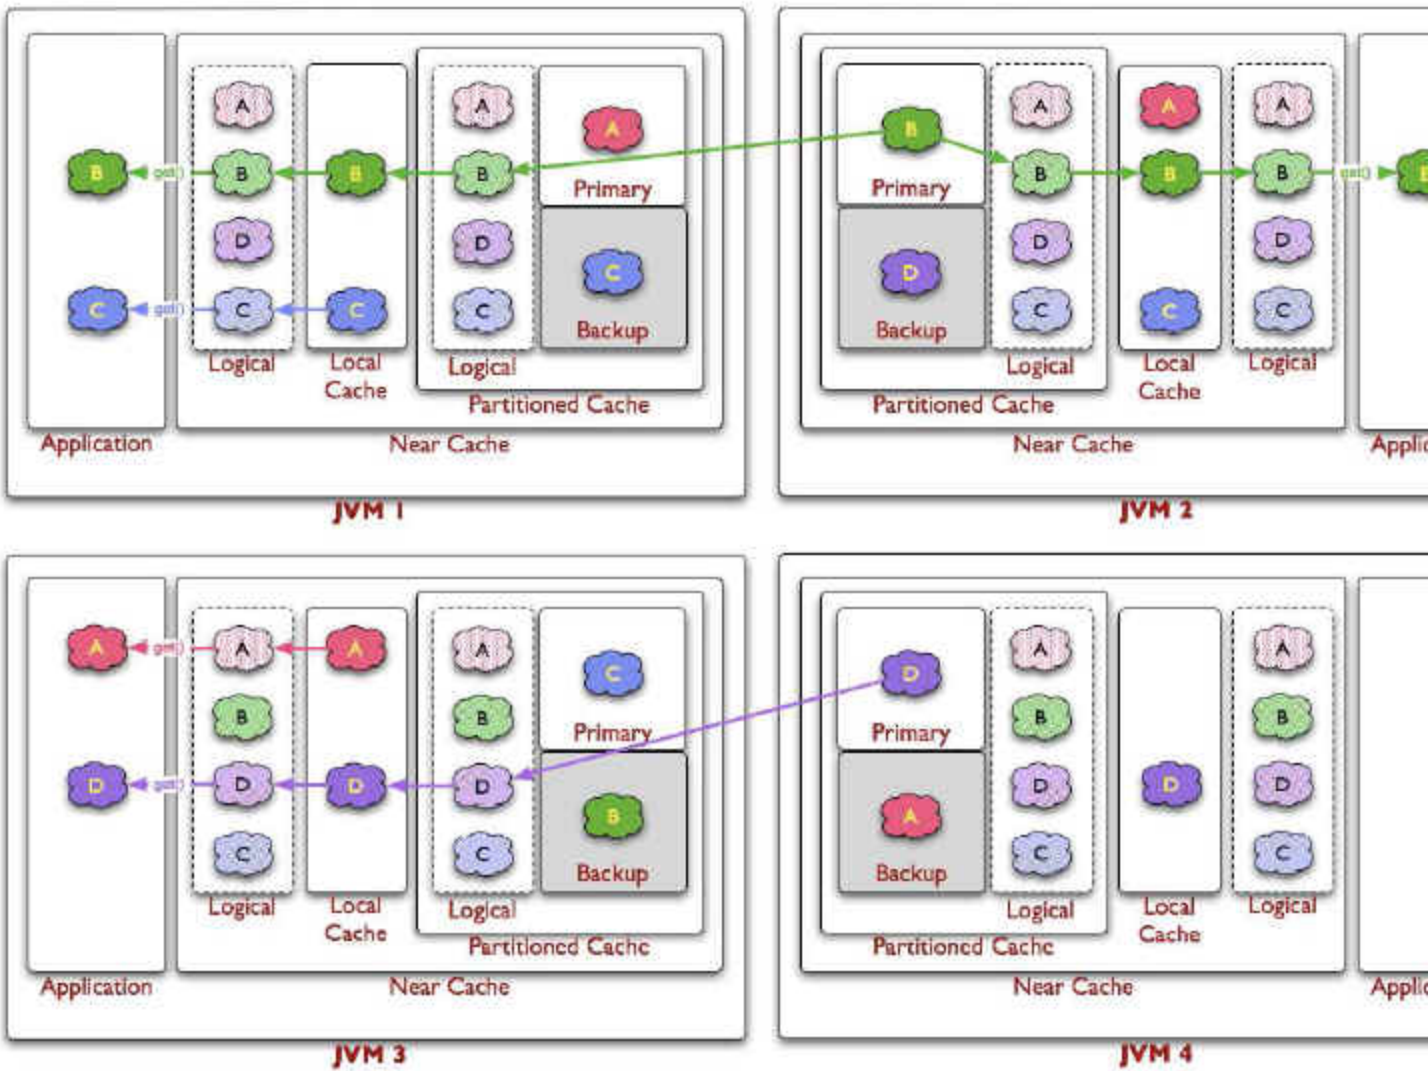 A A A
Primary
B get() B B B
D D C
Backup
C get() C C C
Logical
Local
Cache
Logical
Partitioned Cache
Application
Near Cache
JVM 1
B A A A
Primary
B B B get()
D D D
Backup
C C C
Logical
Local
Cache
Logical
Partitioned Cache
Near Cache
Applic
JVM 2
A get() A A A C
Primary
B B
D get() D D D B
Backup
C C
Logical
Local
Cache
Logical
Partitioned Cache
Application
Near Cache
JVM 3
D A A
Primary
B B
A D D D
Backup
C C
Logical
Local
Cache
Logical
Partitioned Cache
Near Cache
Applic
JVM 4